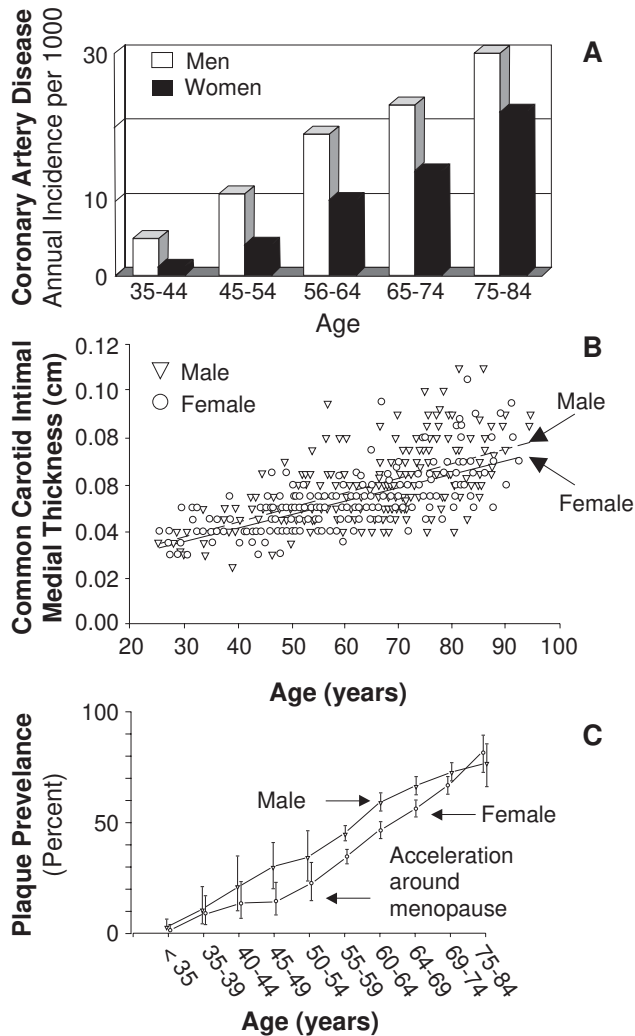 A
Coronary Artery Disease
Annual Incidence per 1000
30
10
0
Men
Women
35-44
45-54
56-64
65-74
75-84
Age
B
Common Carotid Intimal
Medial Thickness (cm)
0.12
0.10
0.08
0.08
0.04
0.02
0.00
Male
Female
Male
Female
20
30
40
50
60
70
80
90
100
Age (years)
C
Plaque Prevelance
(Percent)
100
50
0
Male
Female
Acceleration
around
menopause
< 35
35-39
40-44
45-49
50-54
55-59
60-64
64-69
69-74
75-84
Age (years)